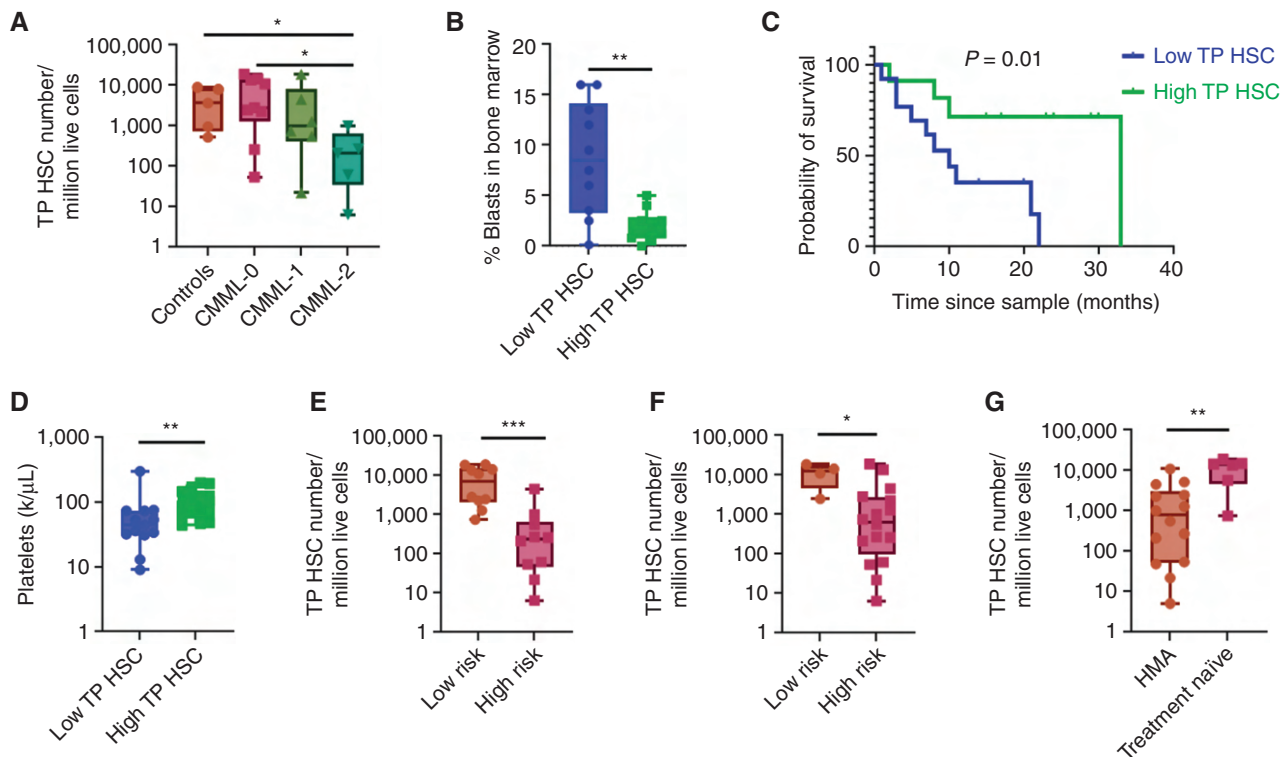 A
TP HSC number/
million live cells
100,000
10,000
1,000
100
10
1
*
*
Controls
CMML-0
CMML-1
CMML-2
B
% Blasts in bone marrow
20
15
10
5
0
**
Low TP HSC
High TP HSC
C
Probability of survival
100
50
0
P = 0.01
Low TP HSC
High TP HSC
0
10
20
30
40
Time since sample (months)
D
Platelets (k/μL)
1,000
100
10
1
**
Low TP HSC
High TP HSC
E
TP HSC number/
million live cells
100,000
10,000
1,000
100
10
1
***
Low risk
High risk
F
TP HSC number/
million live cells
100,000
10,000
1,000
100
10
1
*
Low risk
High risk
G
TP HSC number/
million live cells
100,000
10,000
1,000
100
10
1
**
HMA
Treatment naïve